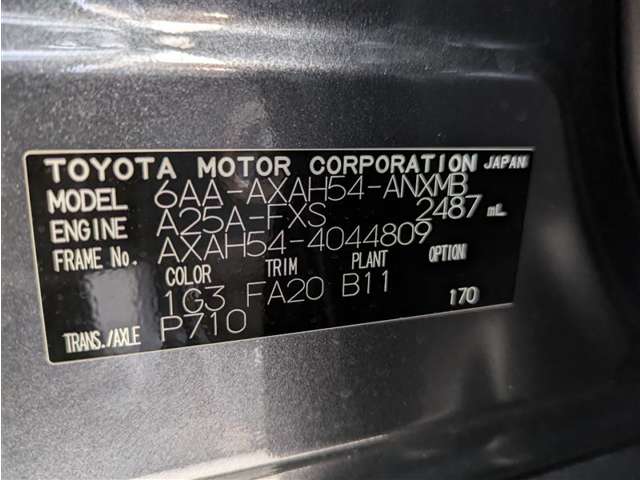 TOYOTA MOTOR CORPORATION JAPAN
MODEL 6AA-AXAH54-ANXMB
ENGINE A25A-FXS 2487 mL
FRAME No. AXAH54-4044809
COLOR TRIM PLANT OPTION
1G3 FA20 B11 170
TRANS./AXLE P710